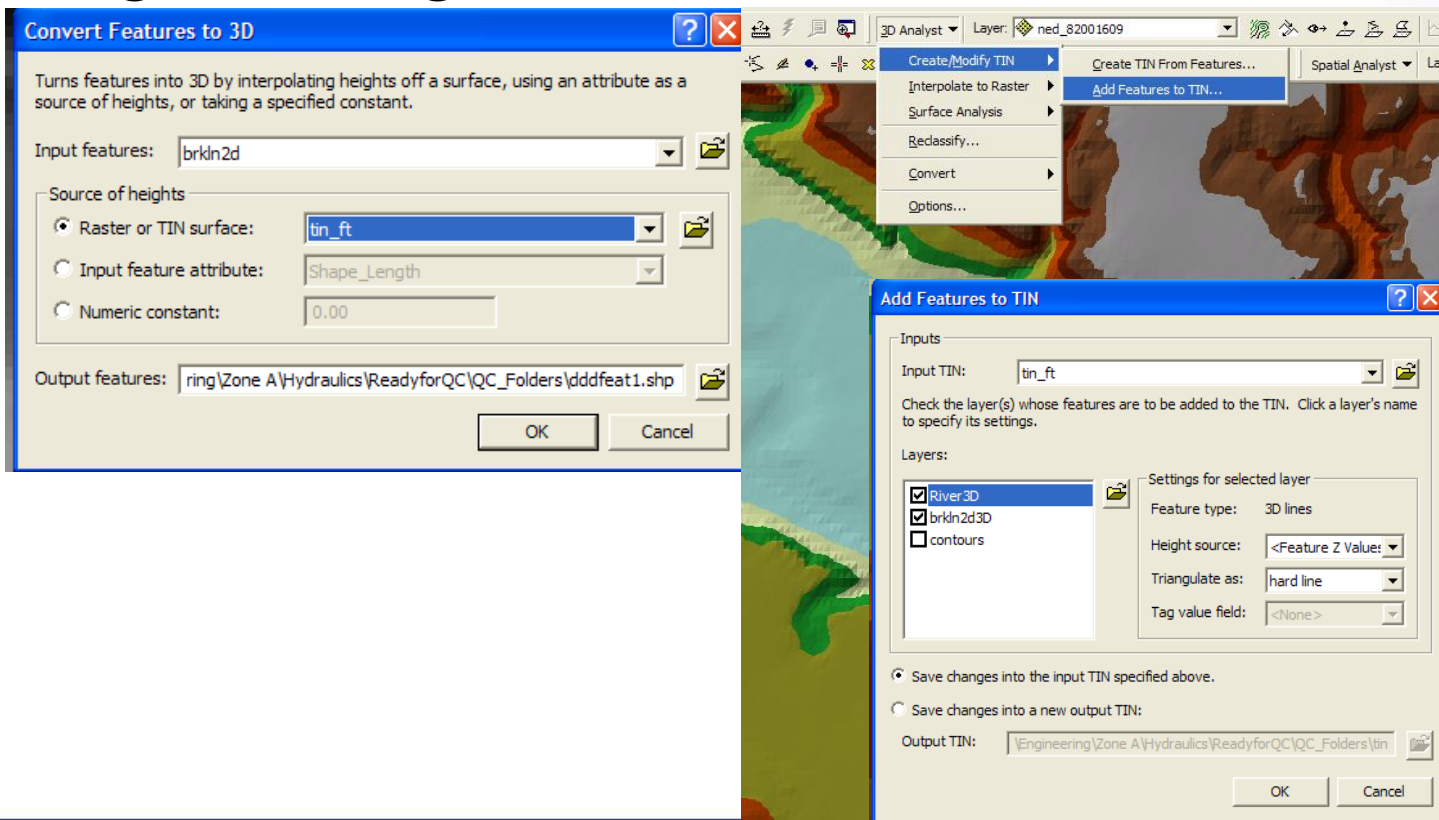 Convert Features to 3D
Turns features into 3D by interpolating heights off a surface, using an attribute as a
source of heights, or taking a specified constant.
Input features: brkln2d
Source of heights
Raster or TIN surface: tin_ft
Input feature attribute: Shape_Length
Numeric constant: 0.00
Output features: ring\Zone A\Hydraulics\ReadyforQC\QC_Folders\dddfeat1.shp
OK Cancel
3D Analyst Layer: ned_82001609
Create/Modify TIN
Create TIN From Features... Spatial Analyst La
Interpolate to Raster
Add Features to TIN...
Surface Analysis
Reclassify...
Convert
Options...
Add Features to TIN
Inputs
Input TIN: tin_ft
Check the layer(s) whose features are to be added to the TIN. Click a layer's name
to specify its settings.
Layers:
River3D
brkln2d3D
contours
Settings for selected layer
Feature type: 3D lines
Height source: <Feature Z Values
Triangulate as: hard line
Tag value field: <None>
Save changes into the input TIN specified above.
Save changes into a new output TIN:
Output TIN: \Engineering\Zone A\Hydraulics\ReadyforQC\QC_Folders\tin
OK Cancel